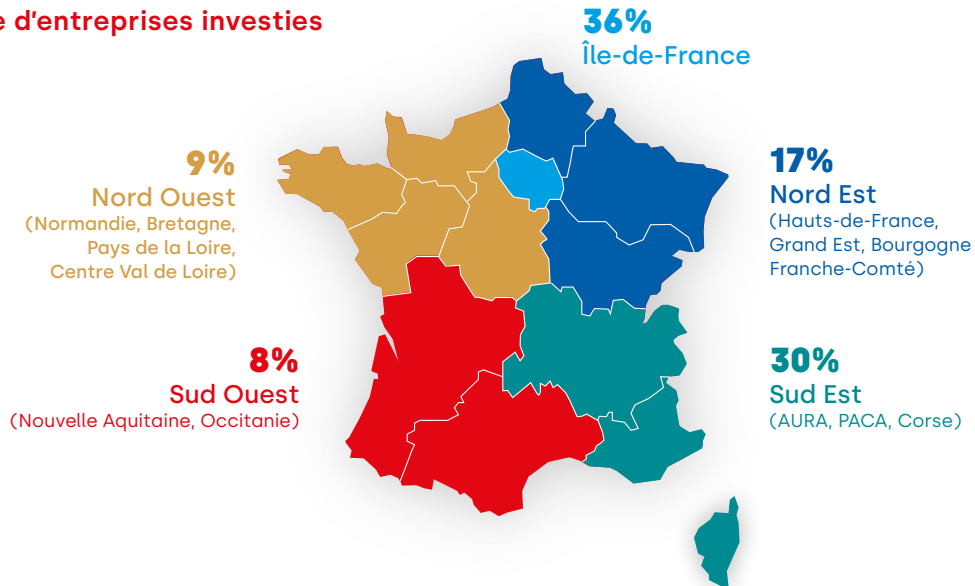 d'entreprises investies
36%
Île-de-France
9%
Nord Ouest
(Normandie, Bretagne,
Pays de la Loire,
Centre Val de Loire)
17%
Nord Est
(Hauts-de-France,
Grand Est, Bourgogne
Franche-Comté)
8%
Sud Ouest
(Nouvelle Aquitaine, Occitanie)
30%
Sud Est
(AURA, PACA, Corse)